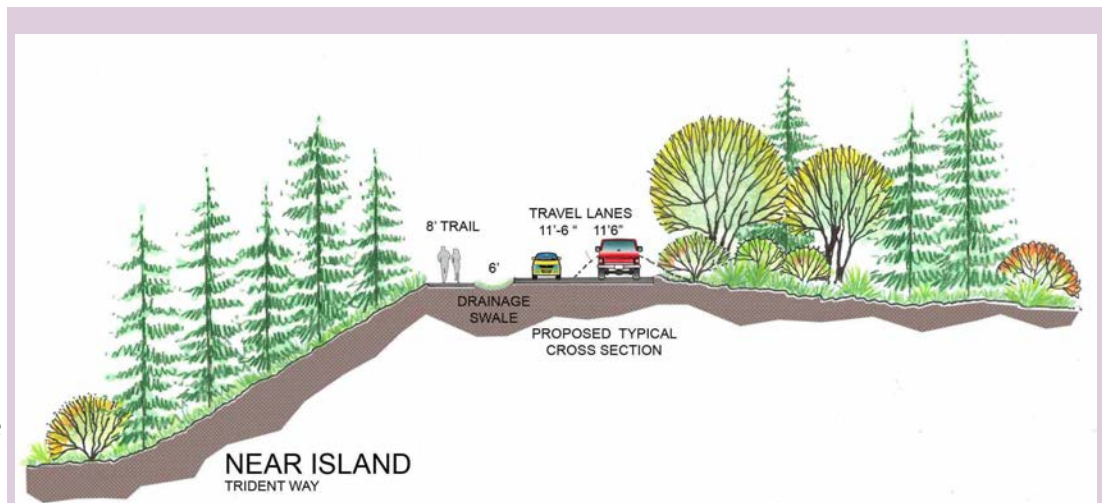 8' TRAIL
6'
TRAVEL LANES
11'-6 " 11'6"
DRAINAGE
SWALE
PROPOSED TYPICAL
CROSS SECTION
NEAR ISLAND
TRIDENT WAY